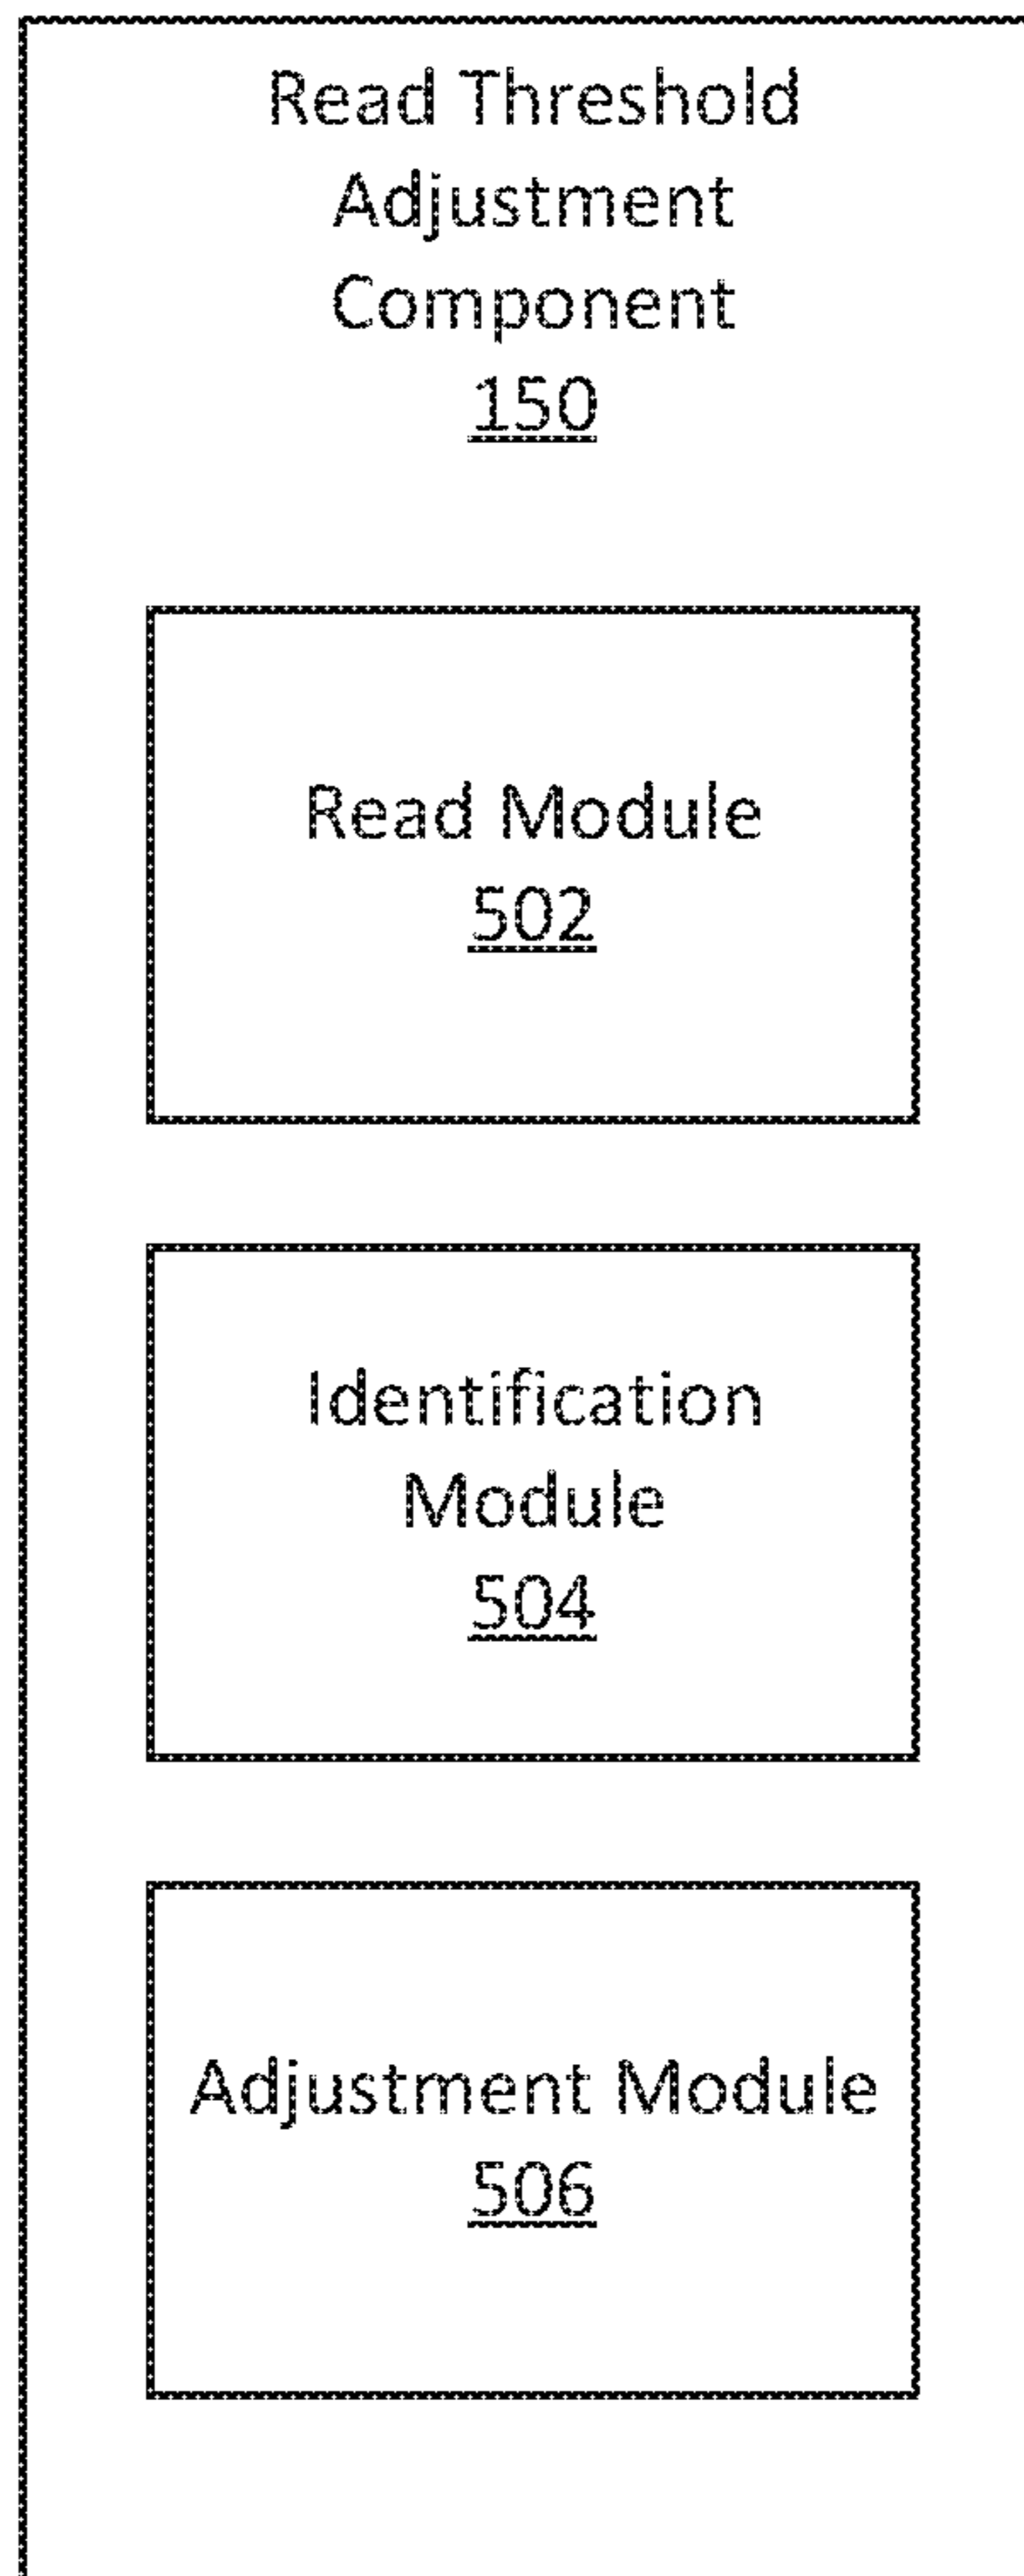 Read Threshold
Adjustment
Component
150
Read Module
502
Identification
Module
504
Adjustment Module
506